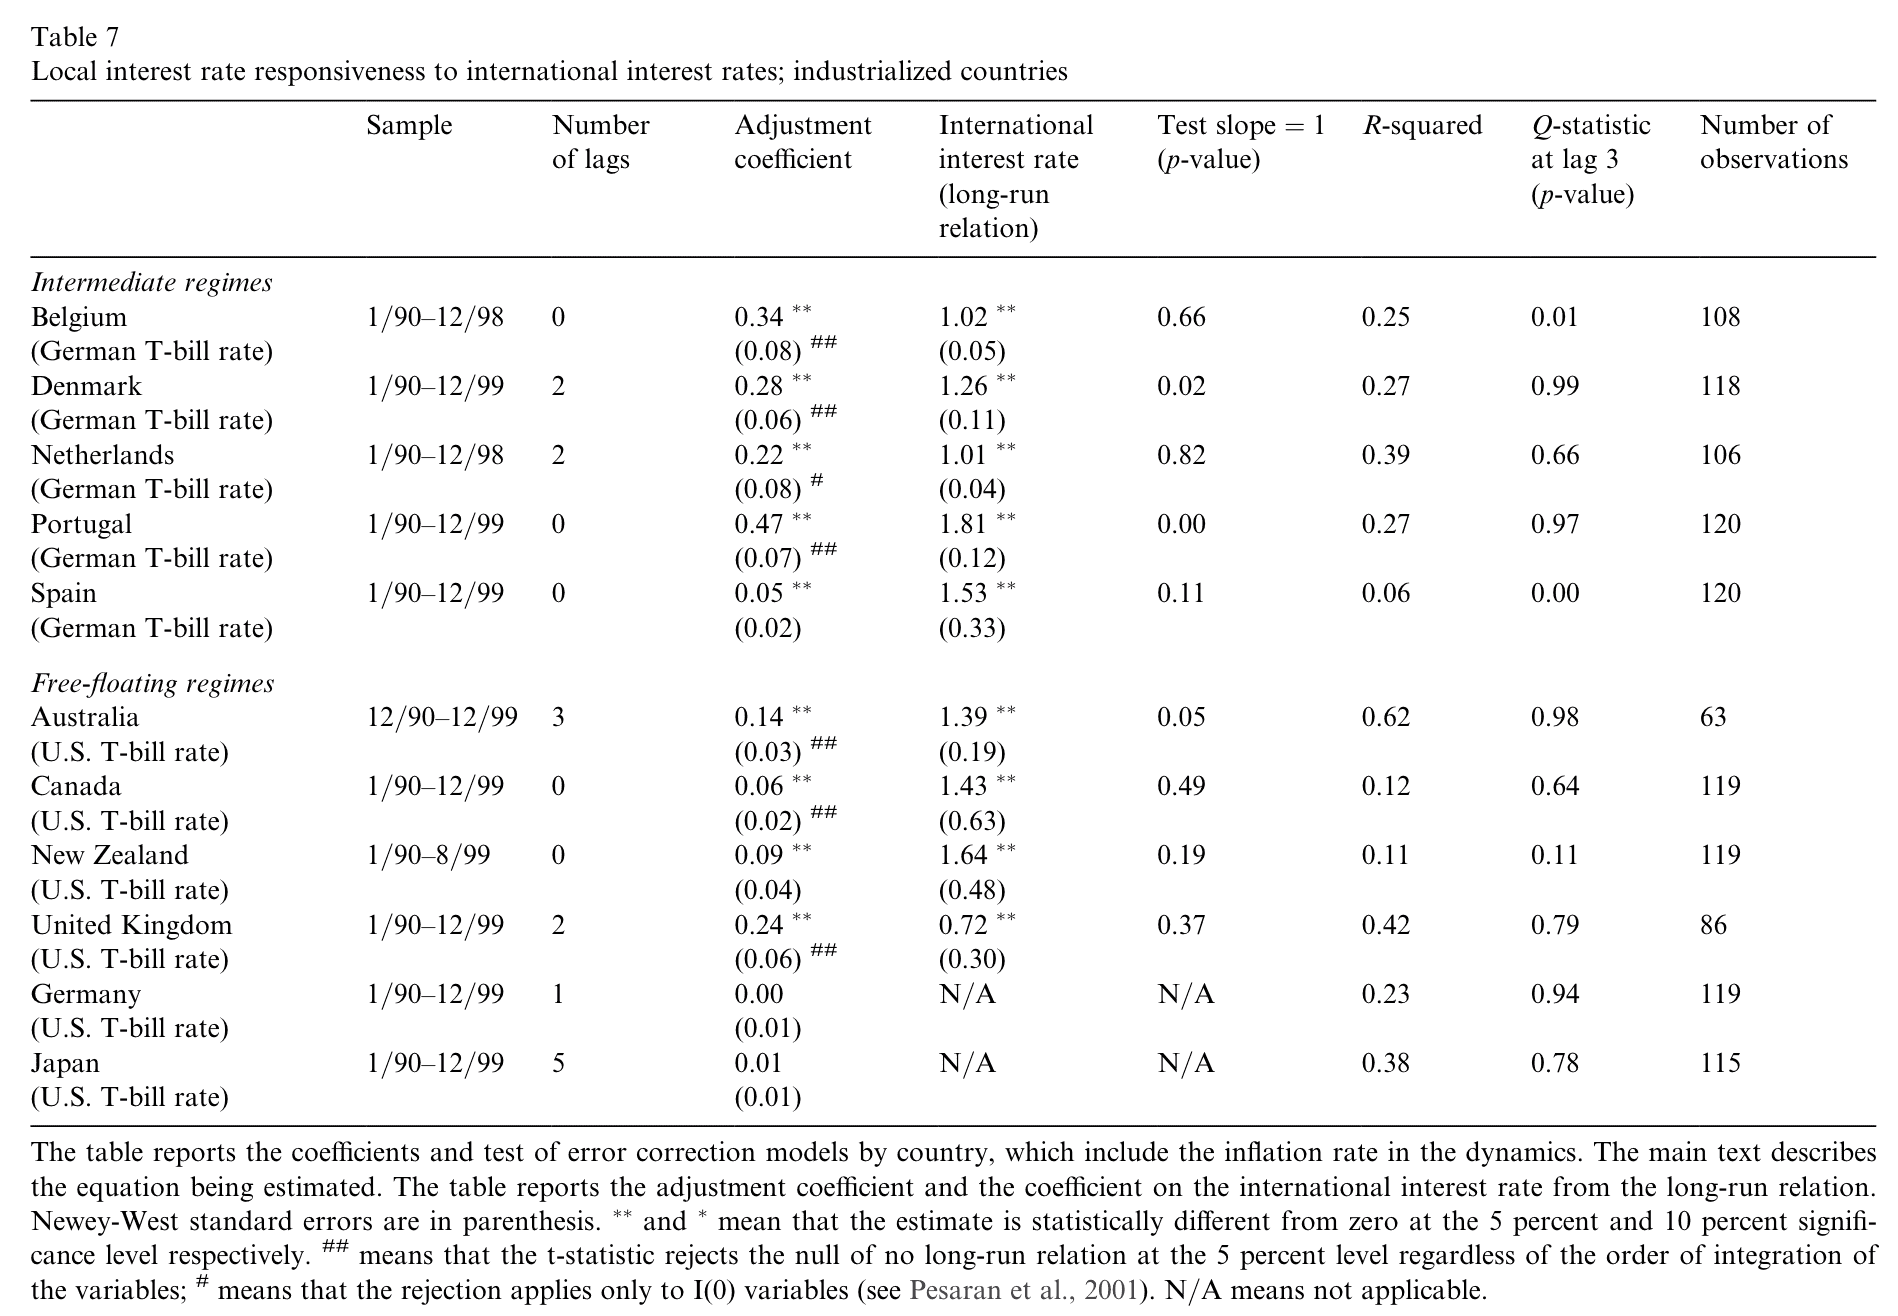 Table 7
Local interest rate responsiveness to international interest rates; industrialized countries
Sample Number of lags Adjustment coefficient International interest rate (long-run relation) Test slope = 1 (p-value) R-squared Q-statistic at lag 3 (p-value) Number of observations
Intermediate regimes
Belgium 1/90–12/98 0 0.34 ** 1.02 ** 0.66 0.25 0.01 108
(German T-bill rate) (0.08) ## (0.05)
Denmark 1/90–12/99 2 0.28 ** 1.26 ** 0.02 0.27 0.99 118
(German T-bill rate) (0.06) ## (0.11)
Netherlands 1/90–12/98 2 0.22 ** 1.01 ** 0.82 0.39 0.66 106
(German T-bill rate) (0.08) # (0.04)
Portugal 1/90–12/99 0 0.47 ** 1.81 ** 0.00 0.27 0.97 120
(German T-bill rate) (0.07) ## (0.12)
Spain 1/90–12/99 0 0.05 ** 1.53 ** 0.11 0.06 0.00 120
(German T-bill rate) (0.02) (0.33)
Free-floating regimes
Australia 12/90–12/99 3 0.14 ** 1.39 ** 0.05 0.62 0.98 63
(U.S. T-bill rate) (0.03) ## (0.19)
Canada 1/90–12/99 0 0.06 ** 1.43 ** 0.49 0.12 0.64 119
(U.S. T-bill rate) (0.02) ## (0.63)
New Zealand 1/90–8/99 0 0.09 ** 1.64 ** 0.19 0.11 0.11 119
(U.S. T-bill rate) (0.04) (0.48)
United Kingdom 1/90–12/99 2 0.24 ** 0.72 ** 0.37 0.42 0.79 86
(U.S. T-bill rate) (0.06) ## (0.30)
Germany 1/90–12/99 1 0.00 N/A N/A 0.23 0.94 119
(U.S. T-bill rate) (0.01)
Japan 1/90–12/99 5 0.01 N/A N/A 0.38 0.78 115
(U.S. T-bill rate) (0.01)
The table reports the coefficients and test of error correction models by country, which include the inflation rate in the dynamics. The main text describes
the equation being estimated. The table reports the adjustment coefficient and the coefficient on the international interest rate from the long-run relation.
Newey-West standard errors are in parenthesis. ** and * mean that the estimate is statistically different from zero at the 5 percent and 10 percent signifi-
cance level respectively. ## means that the t-statistic rejects the null of no long-run relation at the 5 percent level regardless of the order of integration of
the variables; # means that the rejection applies only to I(0) variables (see Pesaran et al., 2001). N/A means not applicable.